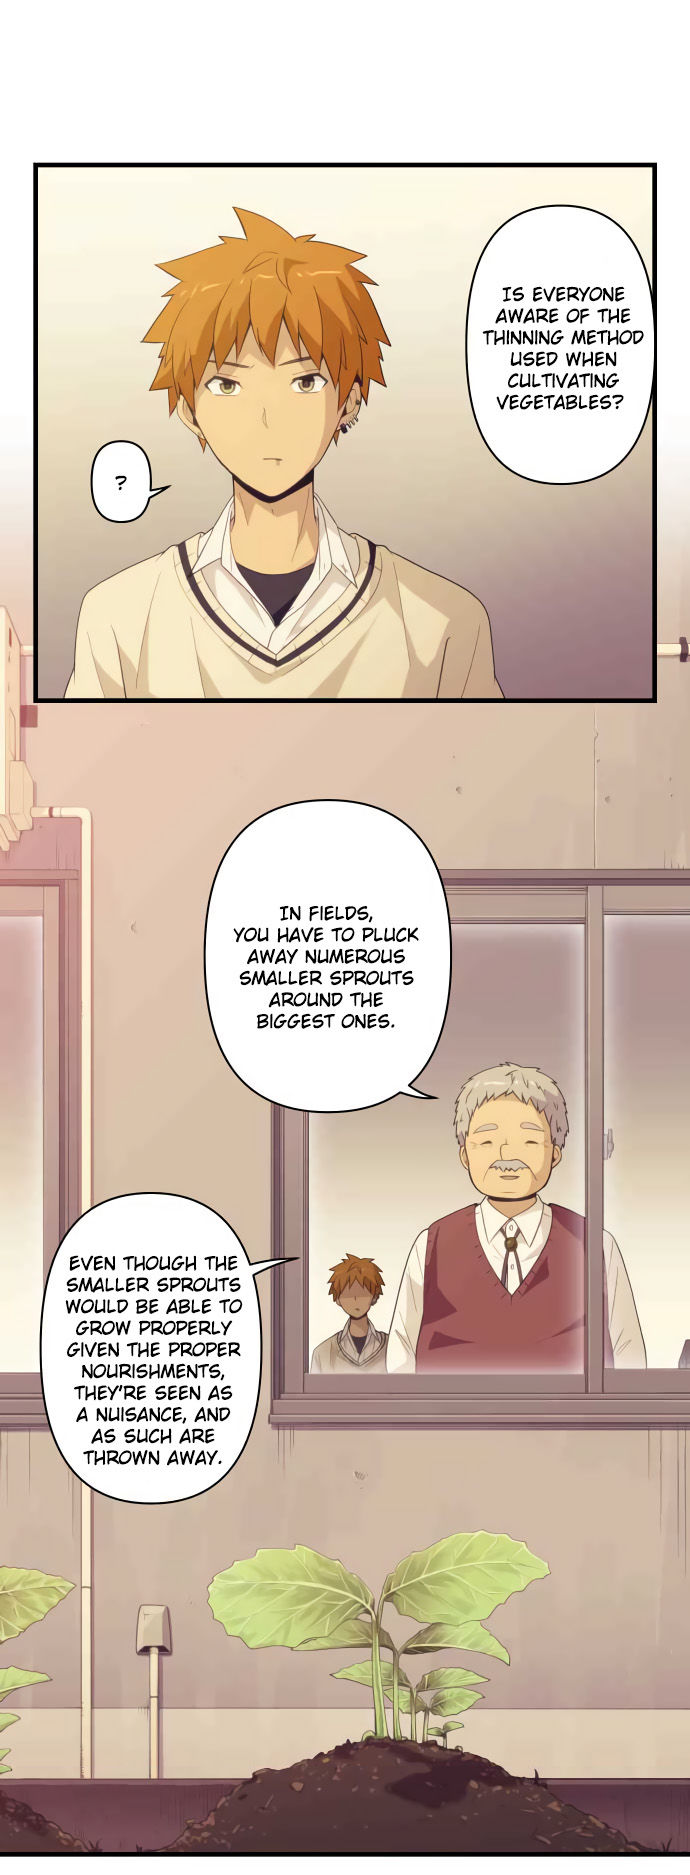 IS EVERYONE
AWARE OF THE
THINNING METHOD
USED WHEN
CULTIVATING
VEGETABLES?
?
IN FIELDS,
YOU HAVE TO PLUCK
AWAY NUMEROUS
SMALLER SPROUTS
AROUND THE
BIGGEST ONES.
EVEN THOUGH THE
SMALLER SPROUTS
WOULD BE ABLE TO
GROW PROPERLY
GIVEN THE PROPER
NOURISHMENTS,
THEY'RE SEEN AS
A NUISANCE, AND
AS SUCH ARE
THROWN AWAY.